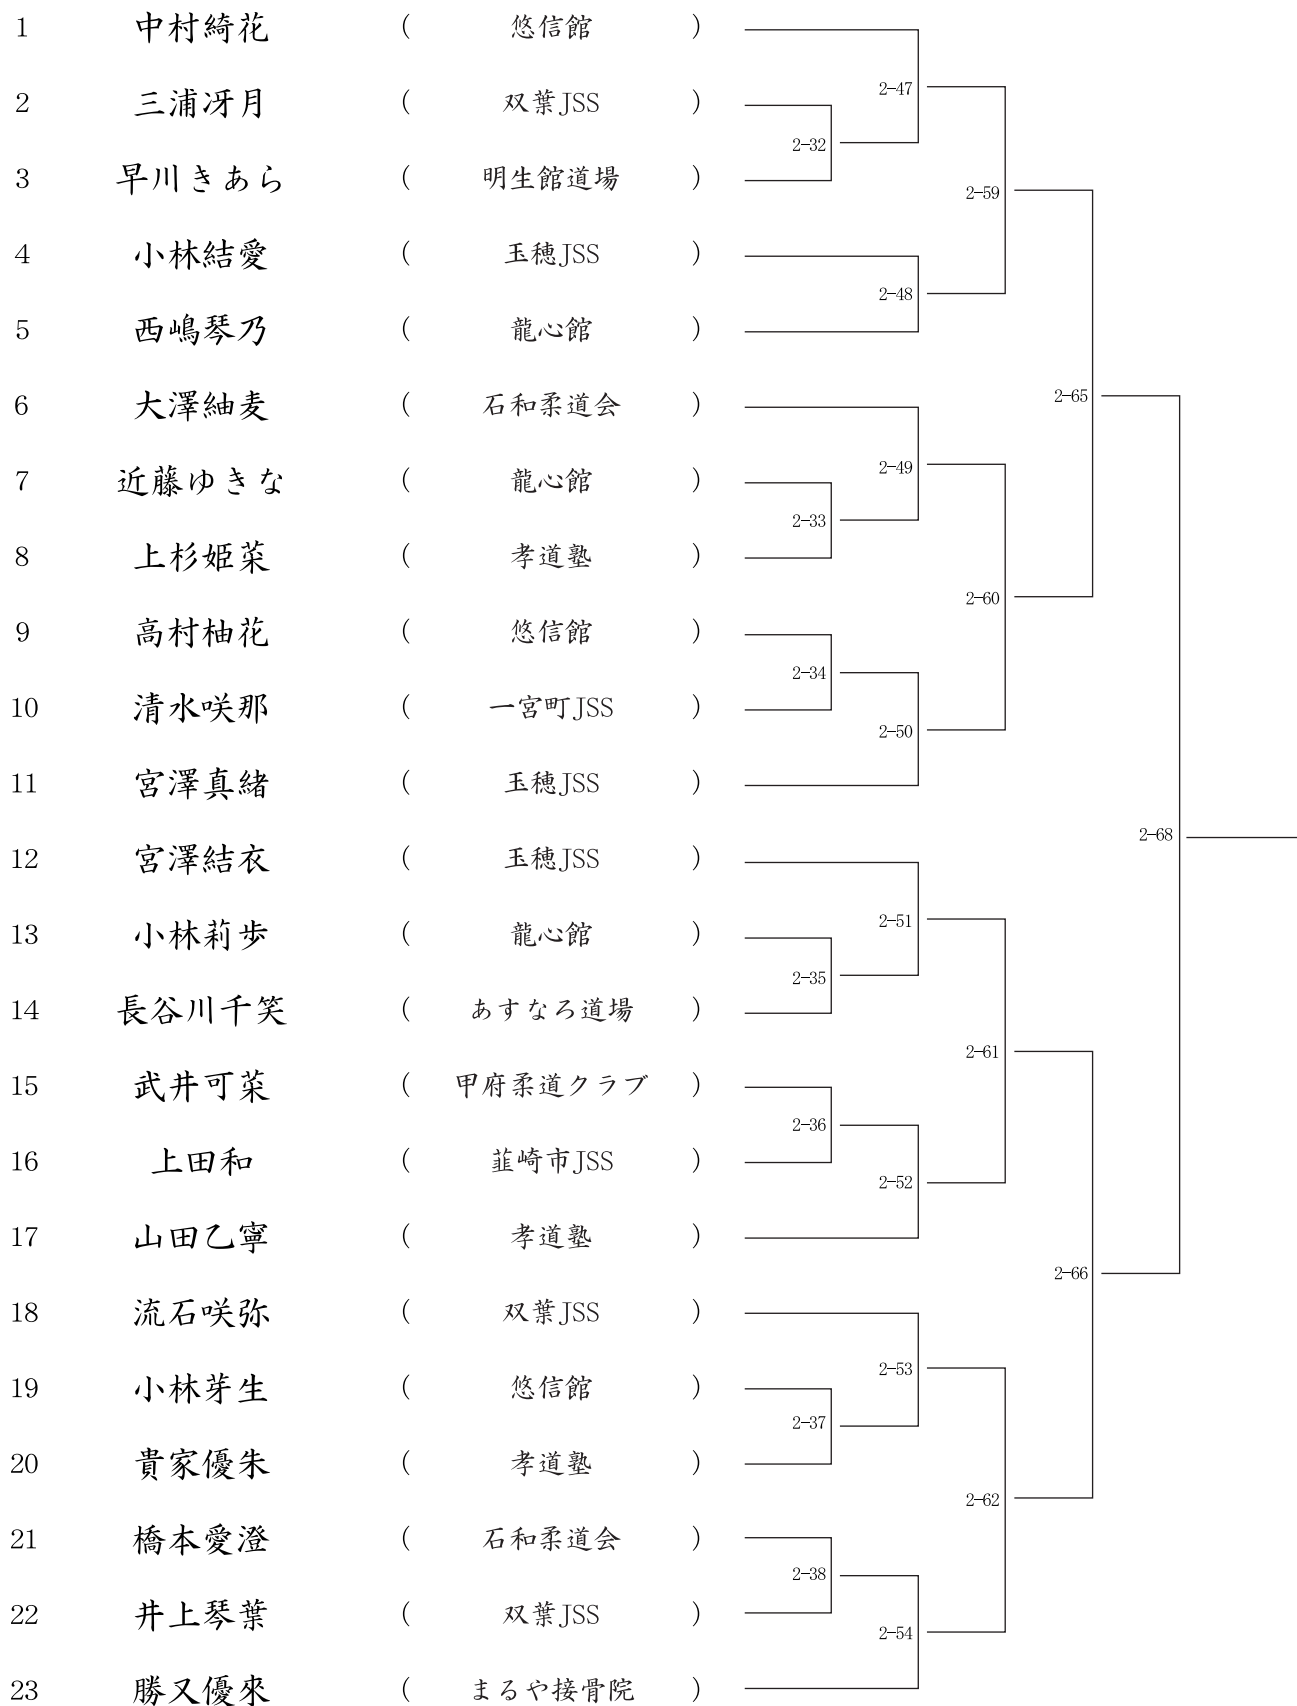 1 中村綺花 ( 悠信館 )
2-47
2 三浦冴月 ( 双葉JSS )
2-32
3 早川きあら ( 明生館道場 )
2-59
4 小林結愛 ( 玉穂JSS )
2-48
5 西嶋琴乃 ( 龍心館 )
6 大澤紬麦 ( 石和柔道会 )
2-65
2-49
7 近藤ゆきな ( 龍心館 )
2-33
8 上杉姫菜 ( 孝道塾 )
2-60
9 高村柚花 ( 悠信館 )
2-34
10 清水咲那 ( 一宮町JSS )
2-50
11 宮澤真緒 ( 玉穂JSS )
2-68
12 宮澤結衣 ( 玉穂JSS )
2-51
13 小林莉歩 ( 龍心館 )
2-35
14 長谷川千笑 ( あすなろ道場 )
2-61
15 武井可菜 ( 甲府柔道クラブ )
2-36
16 上田和 ( 韮崎市JSS )
2-52
17 山田乙寧 ( 孝道塾 )
2-66
18 流石咲弥 ( 双葉JSS )
2-53
19 小林芽生 ( 悠信館 )
2-37
20 貴家優朱 ( 孝道塾 )
2-62
21 橋本愛澄 ( 石和柔道会 )
2-38
22 井上琴葉 ( 双葉JSS )
2-54
23 勝又優來 ( まるや接骨院 )